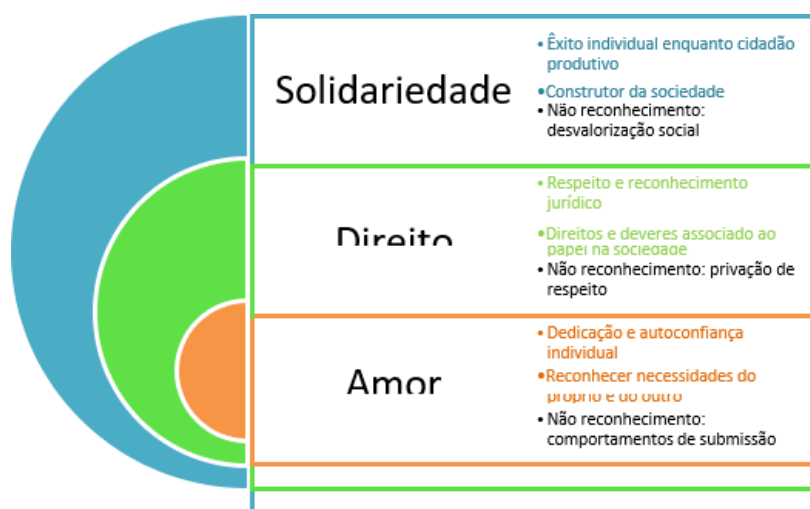 Solidariedade
• Êxito individual enquanto cidadão
produtivo
•Construtor da sociedade
• Não reconhecimento:
desvalorização social
Direito
• Respeito e reconhecimento
jurídico
•Direitos e deveres associado ao
papel na sociedade
• Não reconhecimento: privação de
respeito
Amor
• Dedicação e autoconfiança
individual
•Reconhecer necessidades do
próprio e do outro
• Não reconhecimento:
comportamentos de submissão